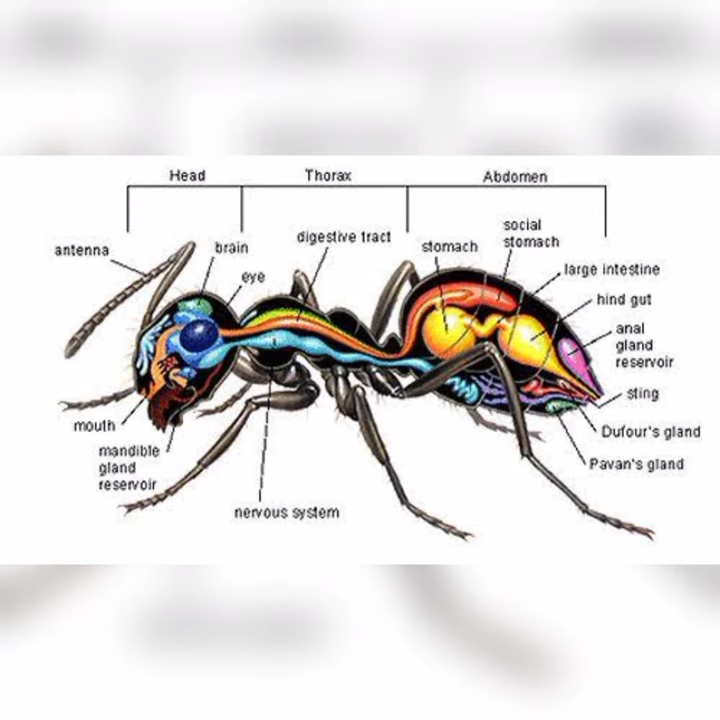 Head
Thorax
Abdomen
antenna
brain
eye
digestive tract
stomach
social
stomach
large intestine
hind gut
anal
gland
reservoir
sting
Dufour's gland
Pavan's gland
mouth
mandible
gland
reservoir
nervous system